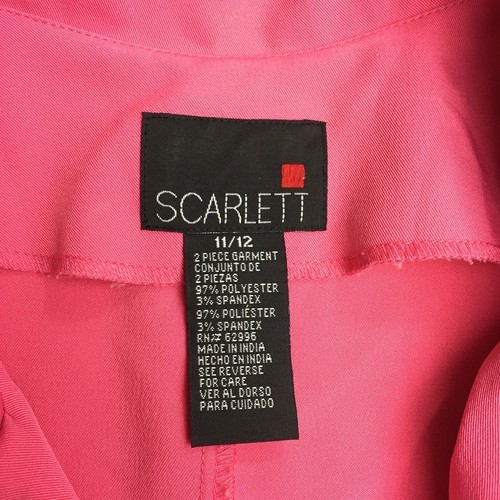 SCARLETT
11/12
2 PIECE GARMENT
CONJUNTO DE
2 PIEZAS
97% POLYESTER
3% SPANDEX
97% POLIÉSTER
3% SPANDEX
RN# 62996
MADE IN INDIA
HECHO EN INDIA
SEE REVERSE
FOR CARE
VER AL DORSO
PARA CUIDADO